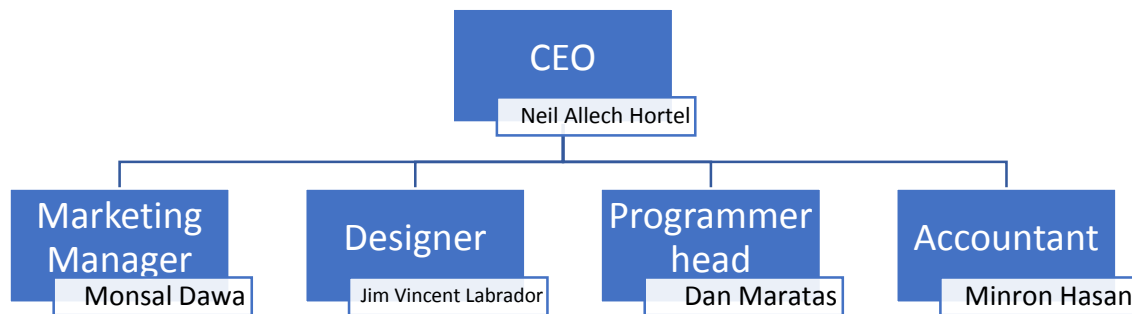 CEO
Neil Allech Hortel
Marketing
Manager
Monsal Dawa
Designer
Jim Vincent Labrador
Programmer
head
Dan Maratas
Accountant
Minron Hasan